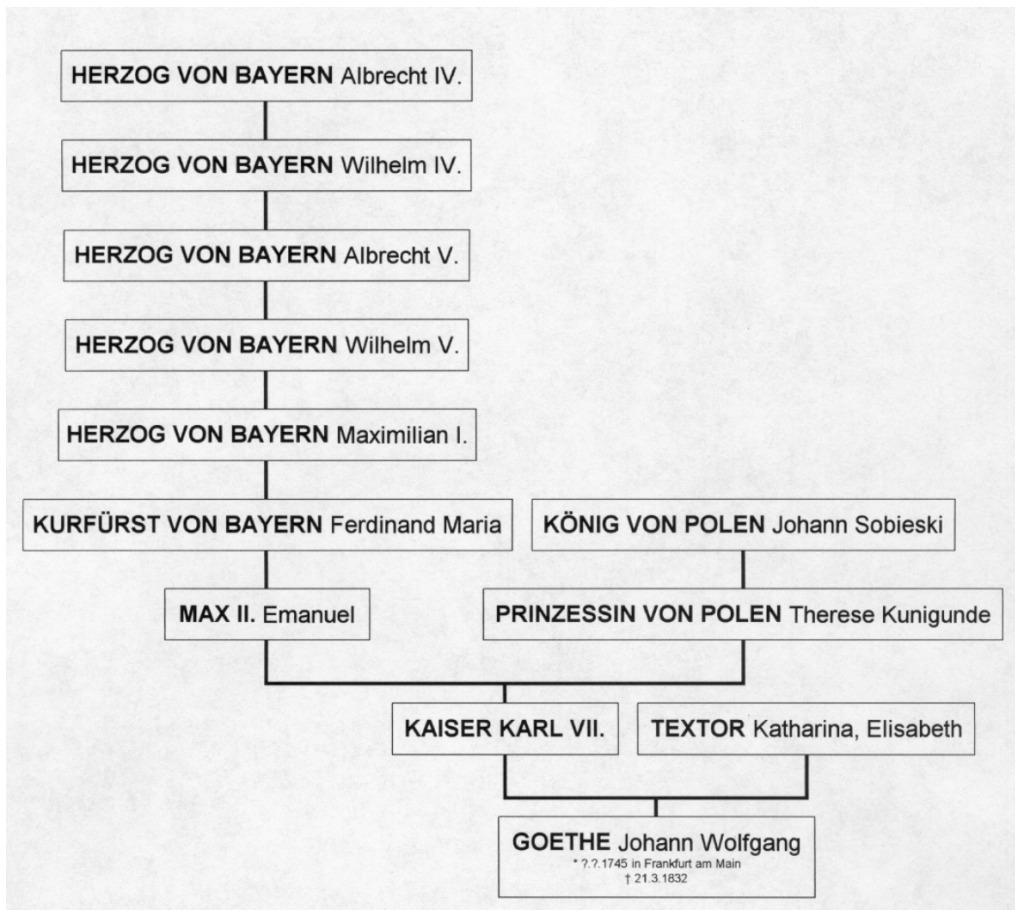 HERZOG VON BAYERN Albrecht IV.
HERZOG VON BAYERN Wilhelm IV.
HERZOG VON BAYERN Albrecht V.
HERZOG VON BAYERN Wilhelm V.
HERZOG VON BAYERN Maximilian I.
KURFÜRST VON BAYERN Ferdinand Maria
KÖNIG VON POLEN Johann Sobieski
MAX II. Emanuel
PRINZESSIN VON POLEN Therese Kunigunde
KAISER KARL VII.
TEXTOR Katharina, Elisabeth
GOETHE Johann Wolfgang
* ?.?.1745 in Frankfurt am Main
† 21.3.1832